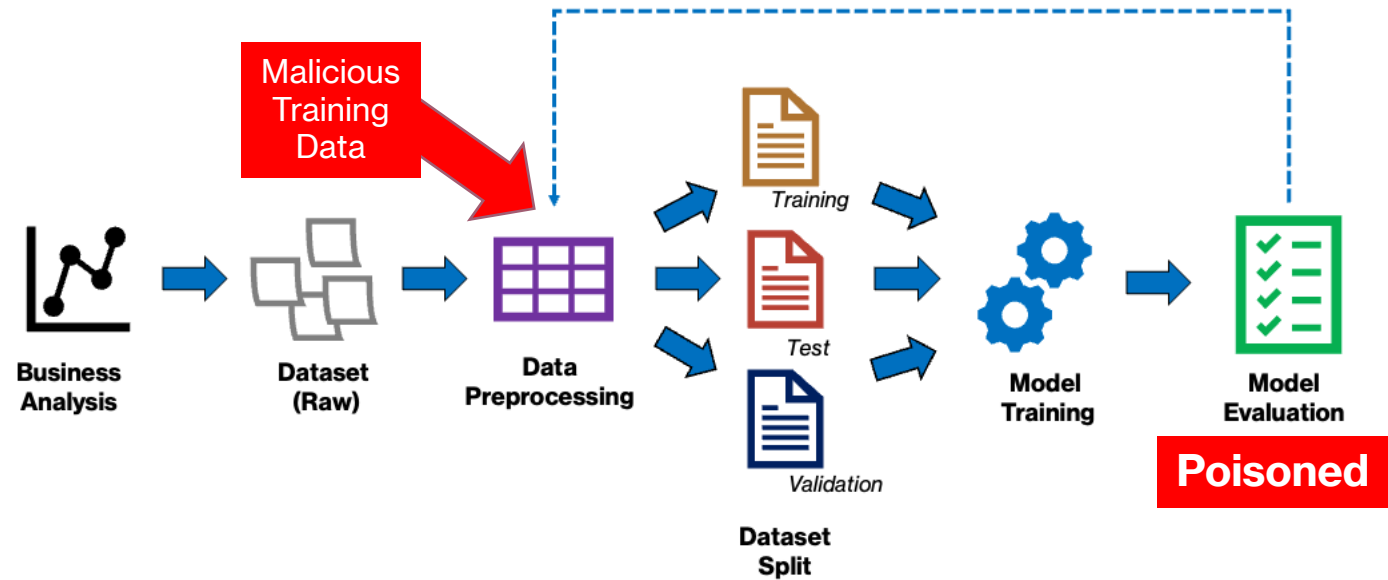 Malicious
Training
Data
Training
Test
Validation
Business
Analysis
Dataset
(Raw)
Data
Preprocessing
Dataset
Split
Model
Training
Model
Evaluation
Poisoned